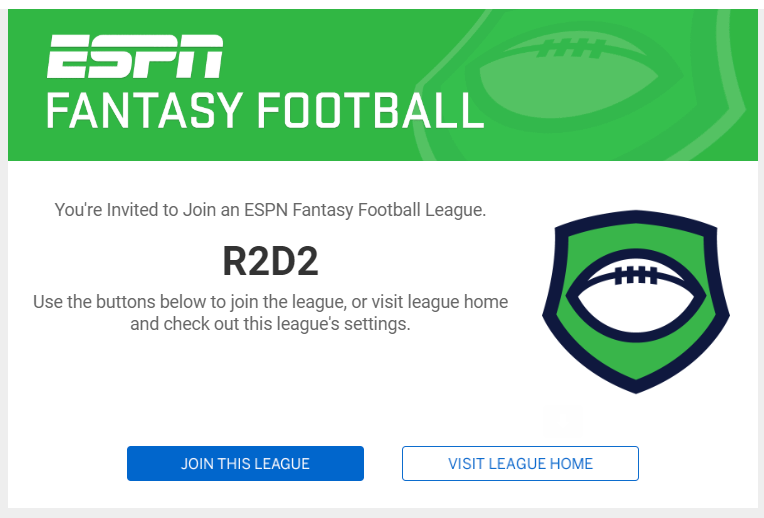 ESPN
FANTASY FOOTBALL
You're Invited to Join an ESPN Fantasy Football League.
R2D2
Use the buttons below to join the league, or visit league home
and check out this league's settings.
JOIN THIS LEAGUE
VISIT LEAGUE HOME